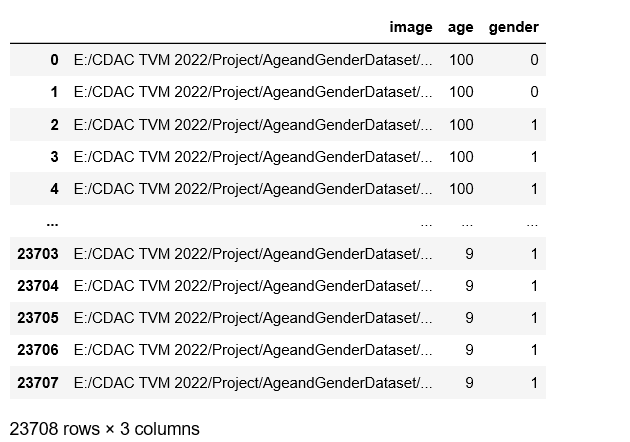 image age gender
0 E:/CDAC TVM 2022/Project/AgeandGenderDataset/... 100 0
1 E:/CDAC TVM 2022/Project/AgeandGenderDataset/... 100 0
2 E:/CDAC TVM 2022/Project/AgeandGenderDataset/... 100 1
3 E:/CDAC TVM 2022/Project/AgeandGenderDataset/... 100 1
4 E:/CDAC TVM 2022/Project/AgeandGenderDataset/... 100 1
... ... ... ...
23703 E:/CDAC TVM 2022/Project/AgeandGenderDataset/... 9 1
23704 E:/CDAC TVM 2022/Project/AgeandGenderDataset/... 9 1
23705 E:/CDAC TVM 2022/Project/AgeandGenderDataset/... 9 1
23706 E:/CDAC TVM 2022/Project/AgeandGenderDataset/... 9 1
23707 E:/CDAC TVM 2022/Project/AgeandGenderDataset/... 9 1
23708 rows × 3 columns